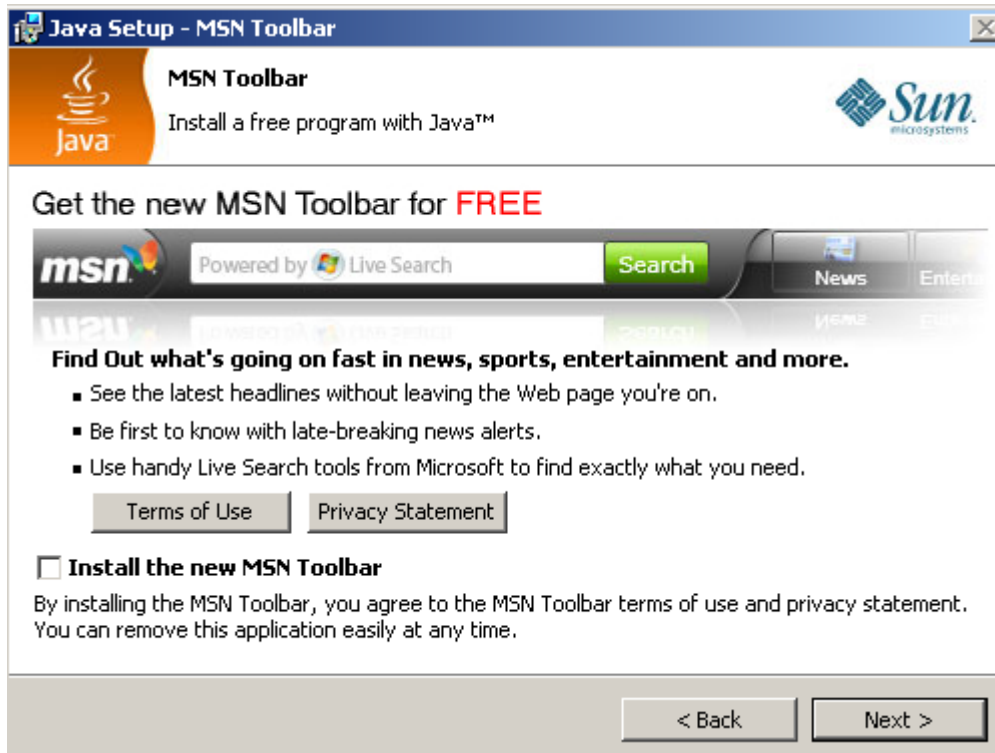 Java Setup - MSN Toolbar
Java
MSN Toolbar
Install a free program with Java™
Sun
microsystems
Get the new MSN Toolbar for FREE
msn
Powered by Live Search
Search
News
Find Out what's going on fast in news, sports, entertainment and more.
See the latest headlines without leaving the Web page you're on.
Be first to know with late-breaking news alerts.
Use handy Live Search tools from Microsoft to find exactly what you need.
Terms of Use
Privacy Statement
Install the new MSN Toolbar
By installing the MSN Toolbar, you agree to the MSN Toolbar terms of use and privacy statement.
You can remove this application easily at any time.
< Back
Next >